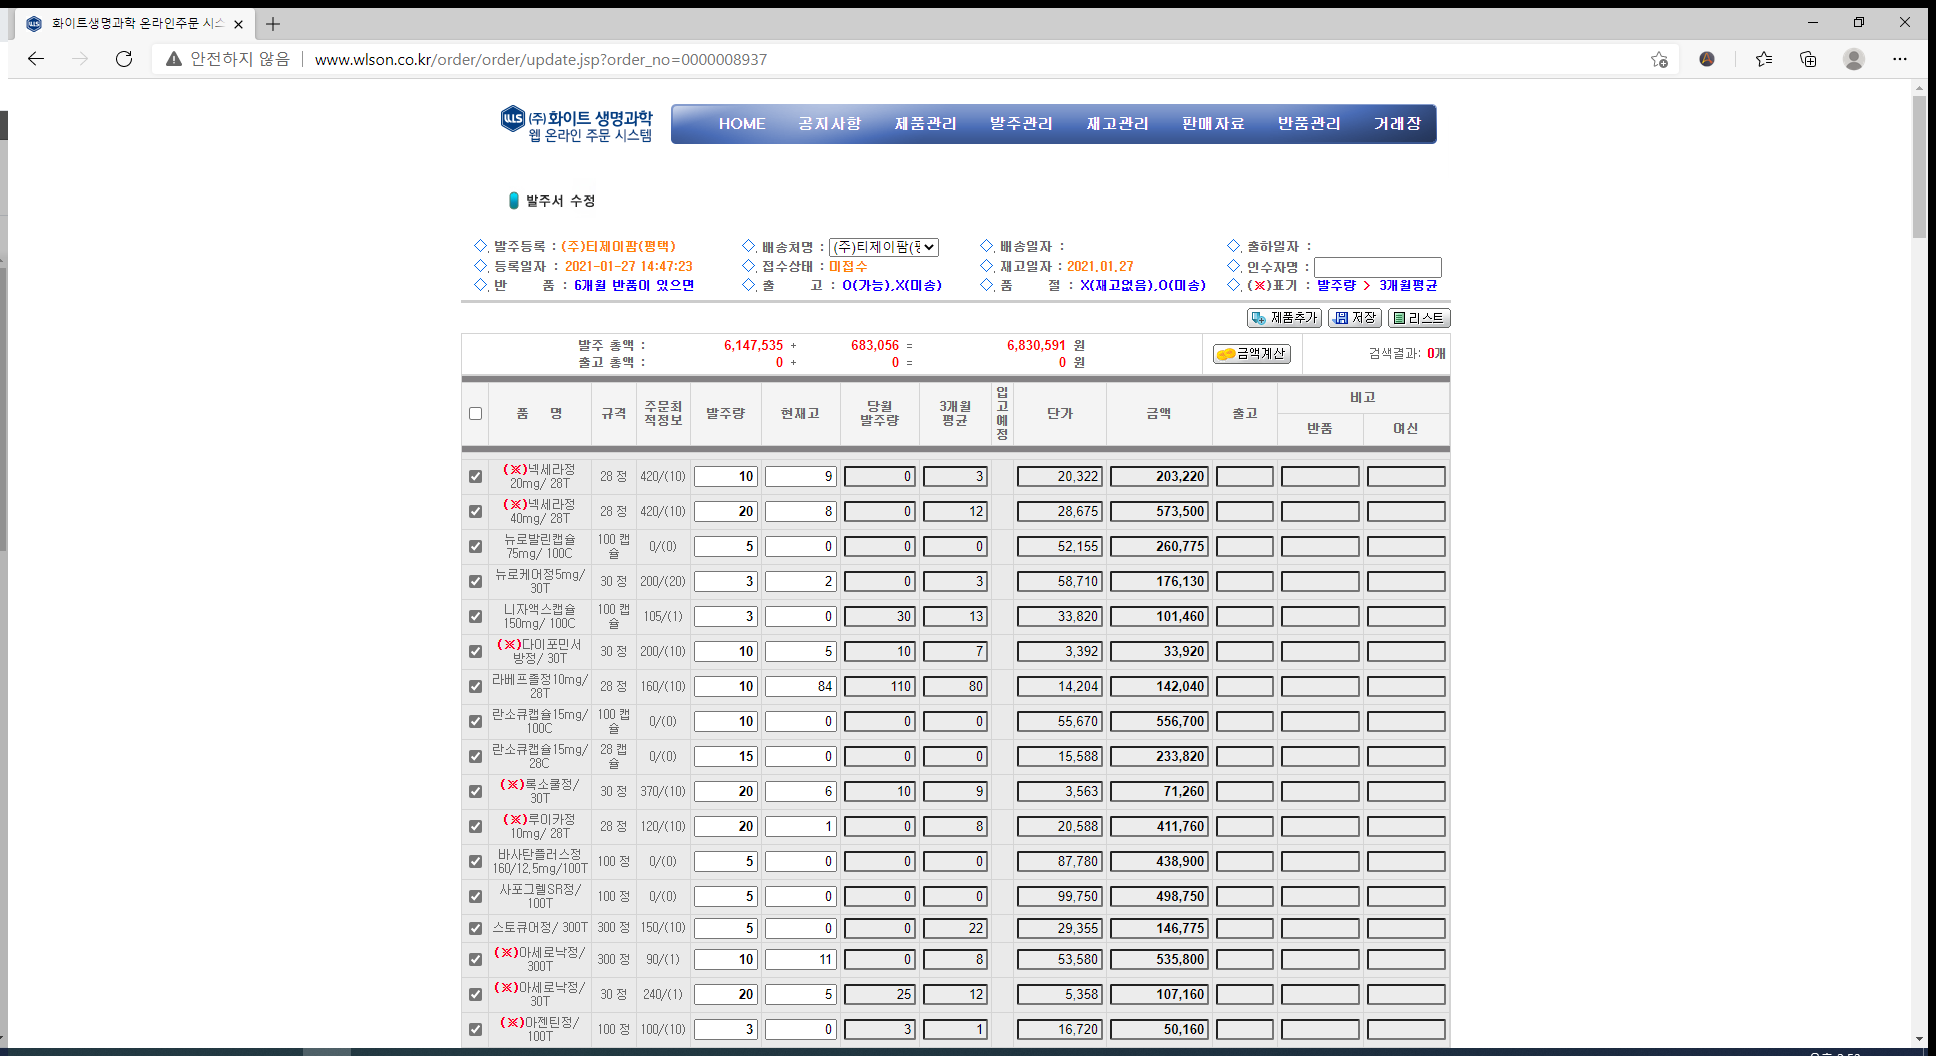 화이트생명과학 온라인주문 시스
안전하지 않음 www.wlson.co.kr/order/order/update.jsp?order_no=0000008937
WLS (주)화이트 생명과학
웹 온라인 주문 시스템
HOME 공지사항 제품관리 발주관리 재고관리 판매자료 반품관리 거래장
발주서 수정
◇. 발주등록 : (주)티제이팜(평택) ◇. 배송처명 : (주)티제이팜(평 ◇. 배송일자 : ◇. 출하일자 :
◇. 등록일자 : 2021-01-27 14:47:23 ◇. 접수상태 : 미접수 ◇. 재고일자 : 2021.01.27 ◇. 인수자명 :
◇. 반 품 : 6개월 반품이 있으면 ◇. 출 고 : O(가능),X(미송) ◇. 품 절 : X(재고없음),O(미송) ◇. (※)표기 : 발주량 > 3개월평균
제품추가 저장 리스트
발주 총액 : 6,147,535 + 683,056 = 6,830,591 원
출고 총액 : 0 + 0 = 0 원
금액계산 검색결과: 0개
품 명 규격 주문최적정보 발주량 현재고 당월발주량 3개월평균 입고예정 단가 금액 출고 비고
반품 여신
(※)넥세라정 20mg/ 28T 28 정 420/(10) 10 9 0 3 20,322 203,220
(※)넥세라정 40mg/ 28T 28 정 420/(10) 20 8 0 12 28,675 573,500
뉴로발린캡슐 75mg/ 100C 100 캡슐 0/(0) 5 0 0 0 52,155 260,775
뉴로케어정5mg/ 30T 30 정 200/(20) 3 2 0 3 58,710 176,130
니자액스캡슐 150mg/ 100C 100 캡슐 105/(1) 3 0 30 13 33,820 101,460
(※)다이포민서방정/ 30T 30 정 200/(10) 10 5 10 7 3,392 33,920
라베프졸정10mg/ 28T 28 정 160/(10) 10 84 110 80 14,204 142,040
란소큐캡슐15mg/ 100C 100 캡슐 0/(0) 10 0 0 0 55,670 556,700
란소큐캡슐15mg/ 28C 28 캡슐 0/(0) 15 0 0 0 15,588 233,820
(※)록소쿨정/ 30T 30 정 370/(10) 20 6 10 9 3,563 71,260
(※)루이카정 10mg/ 28T 28 정 120/(10) 20 1 0 8 20,588 411,760
바사탄플러스정 160/12,5mg/100T 100 정 0/(0) 5 0 0 0 87,780 438,900
사포그렐SR정/ 100T 100 정 0/(0) 5 0 0 0 99,750 498,750
스토큐어정/ 300T 300 정 150/(10) 5 0 0 22 29,355 146,775
(※)아세로낙정/ 300T 300 정 90/(1) 10 11 0 8 53,580 535,800
(※)아세로낙정/ 30T 30 정 240/(1) 20 5 25 12 5,358 107,160
(※)아젠틴정/ 100T 100 정 100/(10) 3 0 3 1 16,720 50,160